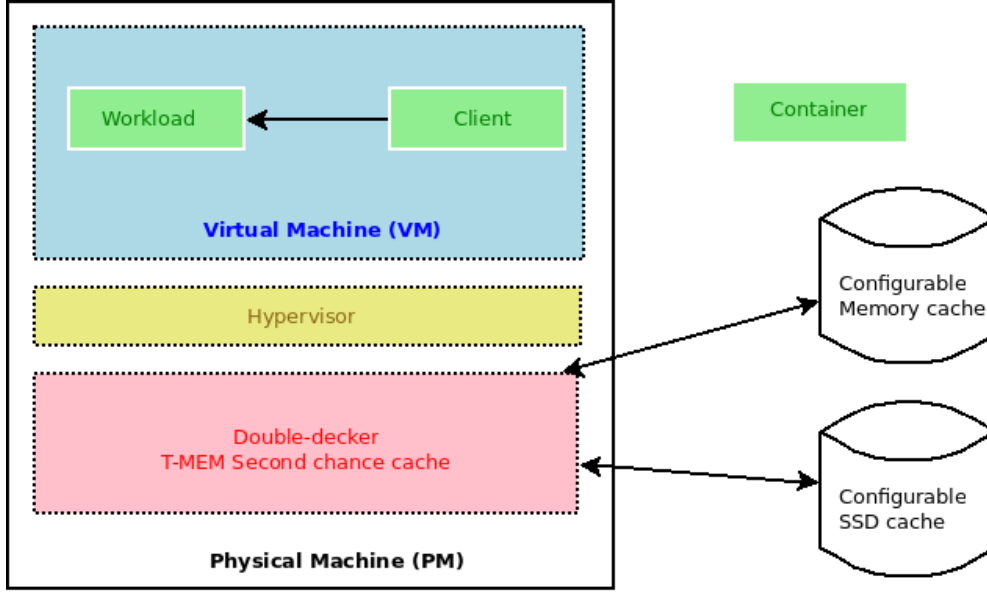 Workload
Client
Virtual Machine (VM)
Hypervisor
Double-decker
T-MEM Second chance cache
Physical Machine (PM)
Container
Configurable
Memory cache
Configurable
SSD cache